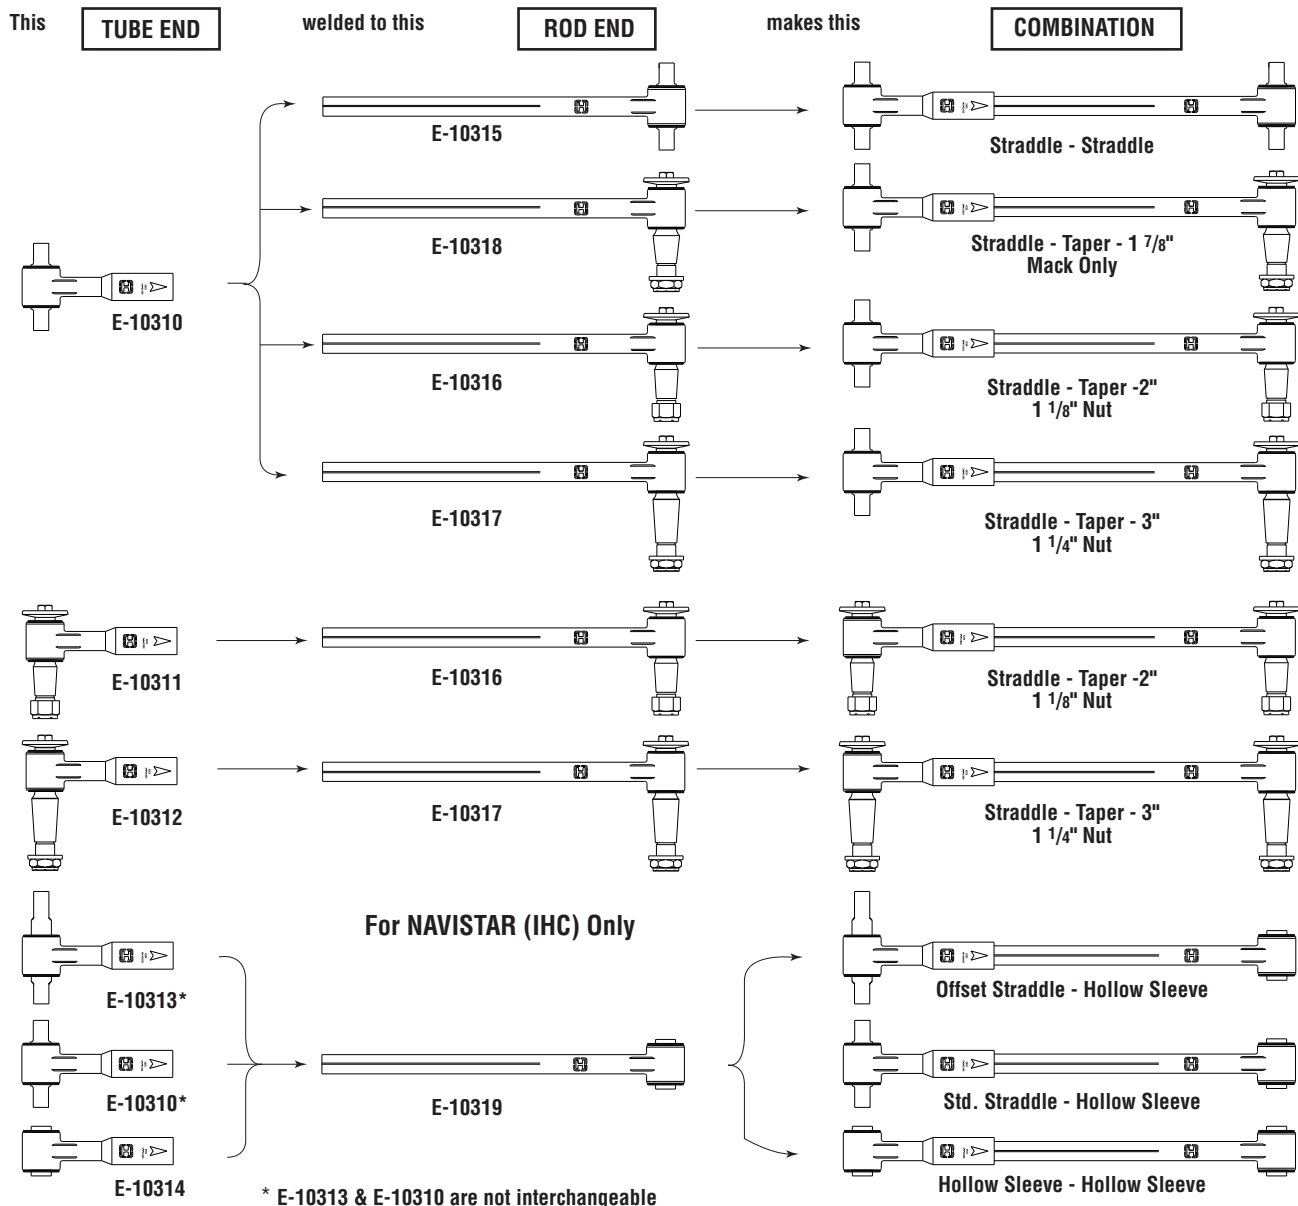 This TUBE END welded to this ROD END makes this COMBINATION
E-10315
Straddle - Straddle
E-10318
Straddle - Taper - 1 7/8"
Mack Only
E-10310
E-10316
Straddle - Taper -2"
1 1/8" Nut
E-10317
Straddle - Taper - 3"
1 1/4" Nut
E-10311
E-10316
Straddle - Taper -2"
1 1/8" Nut
E-10312
E-10317
Straddle - Taper - 3"
1 1/4" Nut
For NAVISTAR (IHC) Only
E-10313*
Offset Straddle - Hollow Sleeve
E-10310*
E-10319
Std. Straddle - Hollow Sleeve
E-10314
Hollow Sleeve - Hollow Sleeve
* E-10313 & E-10310 are not interchangeable